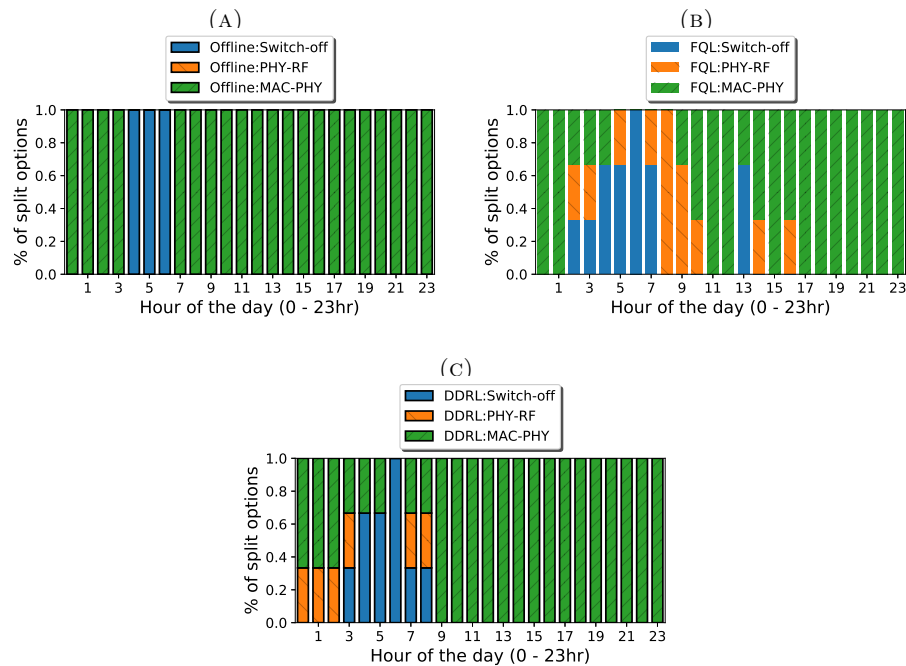 (A)
Offline:Switch-off
Offline:PHY-RF
Offline:MAC-PHY
% of split options
1.0
0.8
0.6
0.4
0.2
0.0
1 3 5 7 9 11 13 15 17 19 21 23
Hour of the day (0 - 23hr)
(B)
FQL:Switch-off
FQL:PHY-RF
FQL:MAC-PHY
% of split options
1.0
0.8
0.6
0.4
0.2
0.0
1 3 5 7 9 11 13 15 17 19 21 23
Hour of the day (0 - 23hr)
(C)
DDRL:Switch-off
DDRL:PHY-RF
DDRL:MAC-PHY
% of split options
1.0
0.8
0.6
0.4
0.2
0.0
1 3 5 7 9 11 13 15 17 19 21 23
Hour of the day (0 - 23hr)